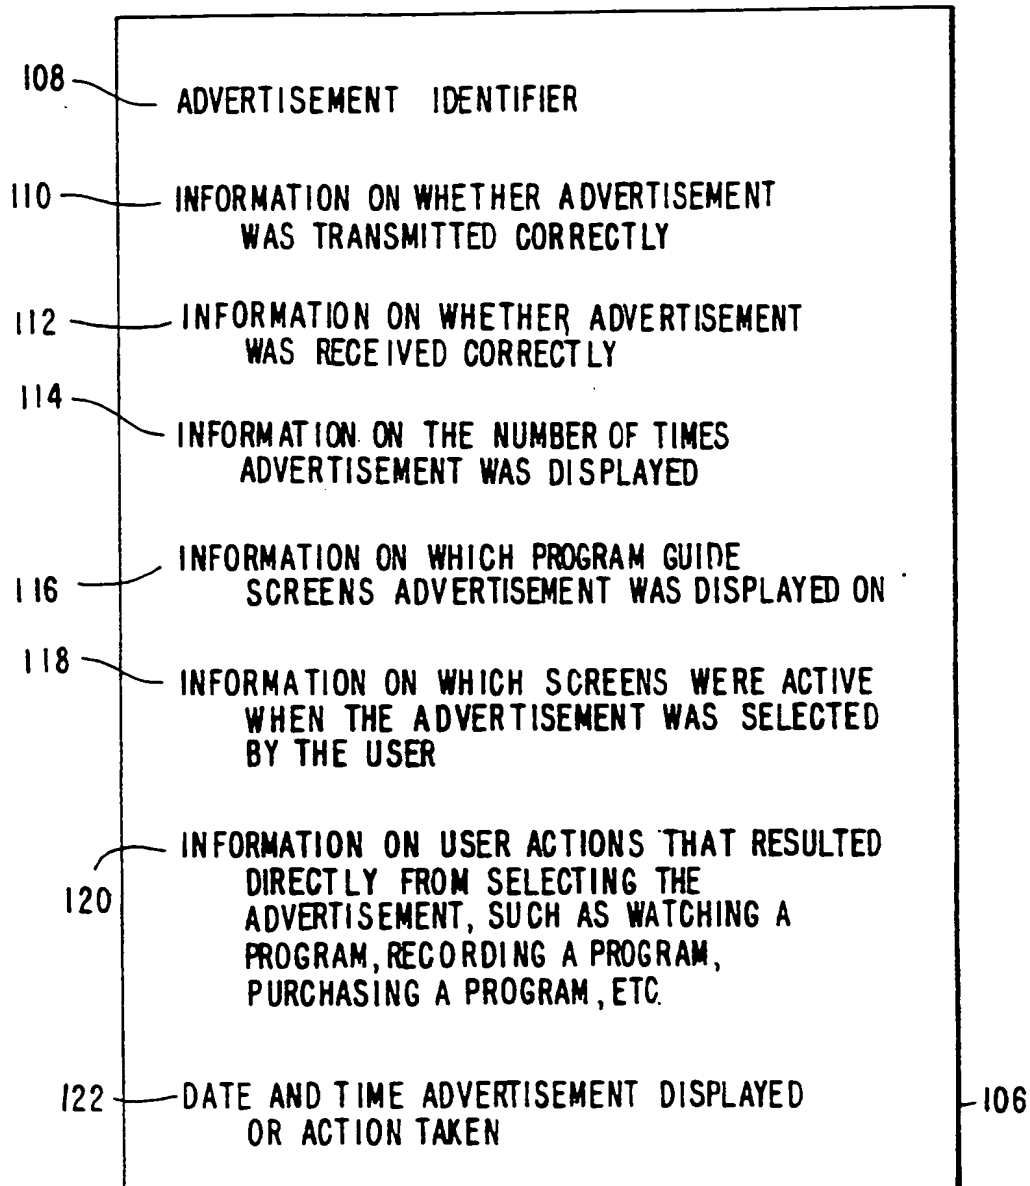 108
ADVERTISEMENT IDENTIFIER
110
INFORMATION ON WHETHER ADVERTISEMENT
WAS TRANSMITTED CORRECTLY
112
INFORMATION ON WHETHER ADVERTISEMENT
WAS RECEIVED CORRECTLY
114
INFORMATION ON THE NUMBER OF TIMES
ADVERTISEMENT WAS DISPLAYED
INFORMATION ON WHICH PROGRAM GUIDE
116
SCREENS ADVERTISEMENT WAS DISPLAYED ON
118
INFORMATION ON WHICH SCREENS WERE ACTIVE
WHEN THE ADVERTISEMENT WAS SELECTED
BY THE USER
INFORMATION ON USER ACTIONS THAT RESULTED
DIRECTLY FROM SELECTING THE
120
ADVERTISEMENT, SUCH AS WATCHING A
PROGRAM, RECORDING A PROGRAM,
PURCHASING A PROGRAM, ETC.
122
DATE AND TIME ADVERTISEMENT DISPLAYED
106
OR ACTION TAKEN